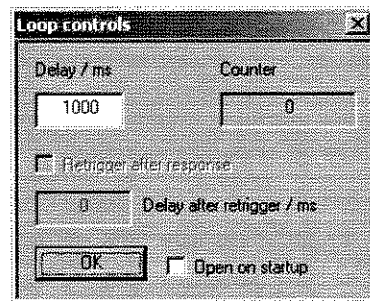 Loop controls
Delay / ms Counter
1000 0
Retrigger after response
0 Delay after retrigger / ms
OK Open on startup